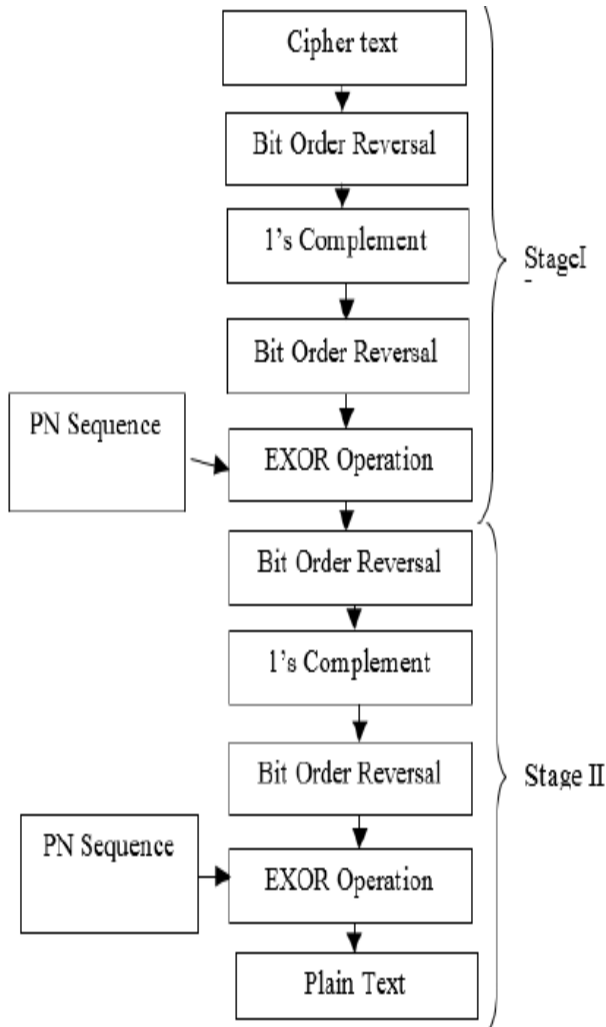 Cipher text
Bit Order Reversal
1's Complement
StageI
Bit Order Reversal
PN Sequence
EXOR Operation
Bit Order Reversal
1's Complement
Bit Order Reversal
Stage II
PN Sequence
EXOR Operation
Plain Text